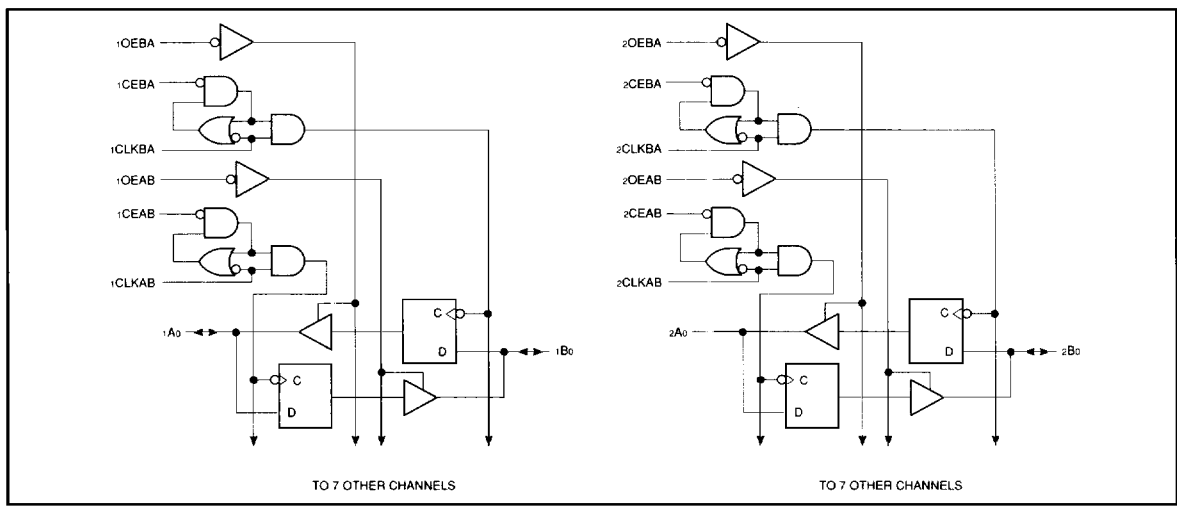 1OEBA
1CEBA
1CLKBA
1OEAB
1CEAB
1CLKAB
1A0
C
D
1B0
C
D
TO 7 OTHER CHANNELS
2OEBA
2CEBA
2CLKBA
2OEAB
2CEAB
2CLKAB
2A0
C
D
2B0
C
D
TO 7 OTHER CHANNELS